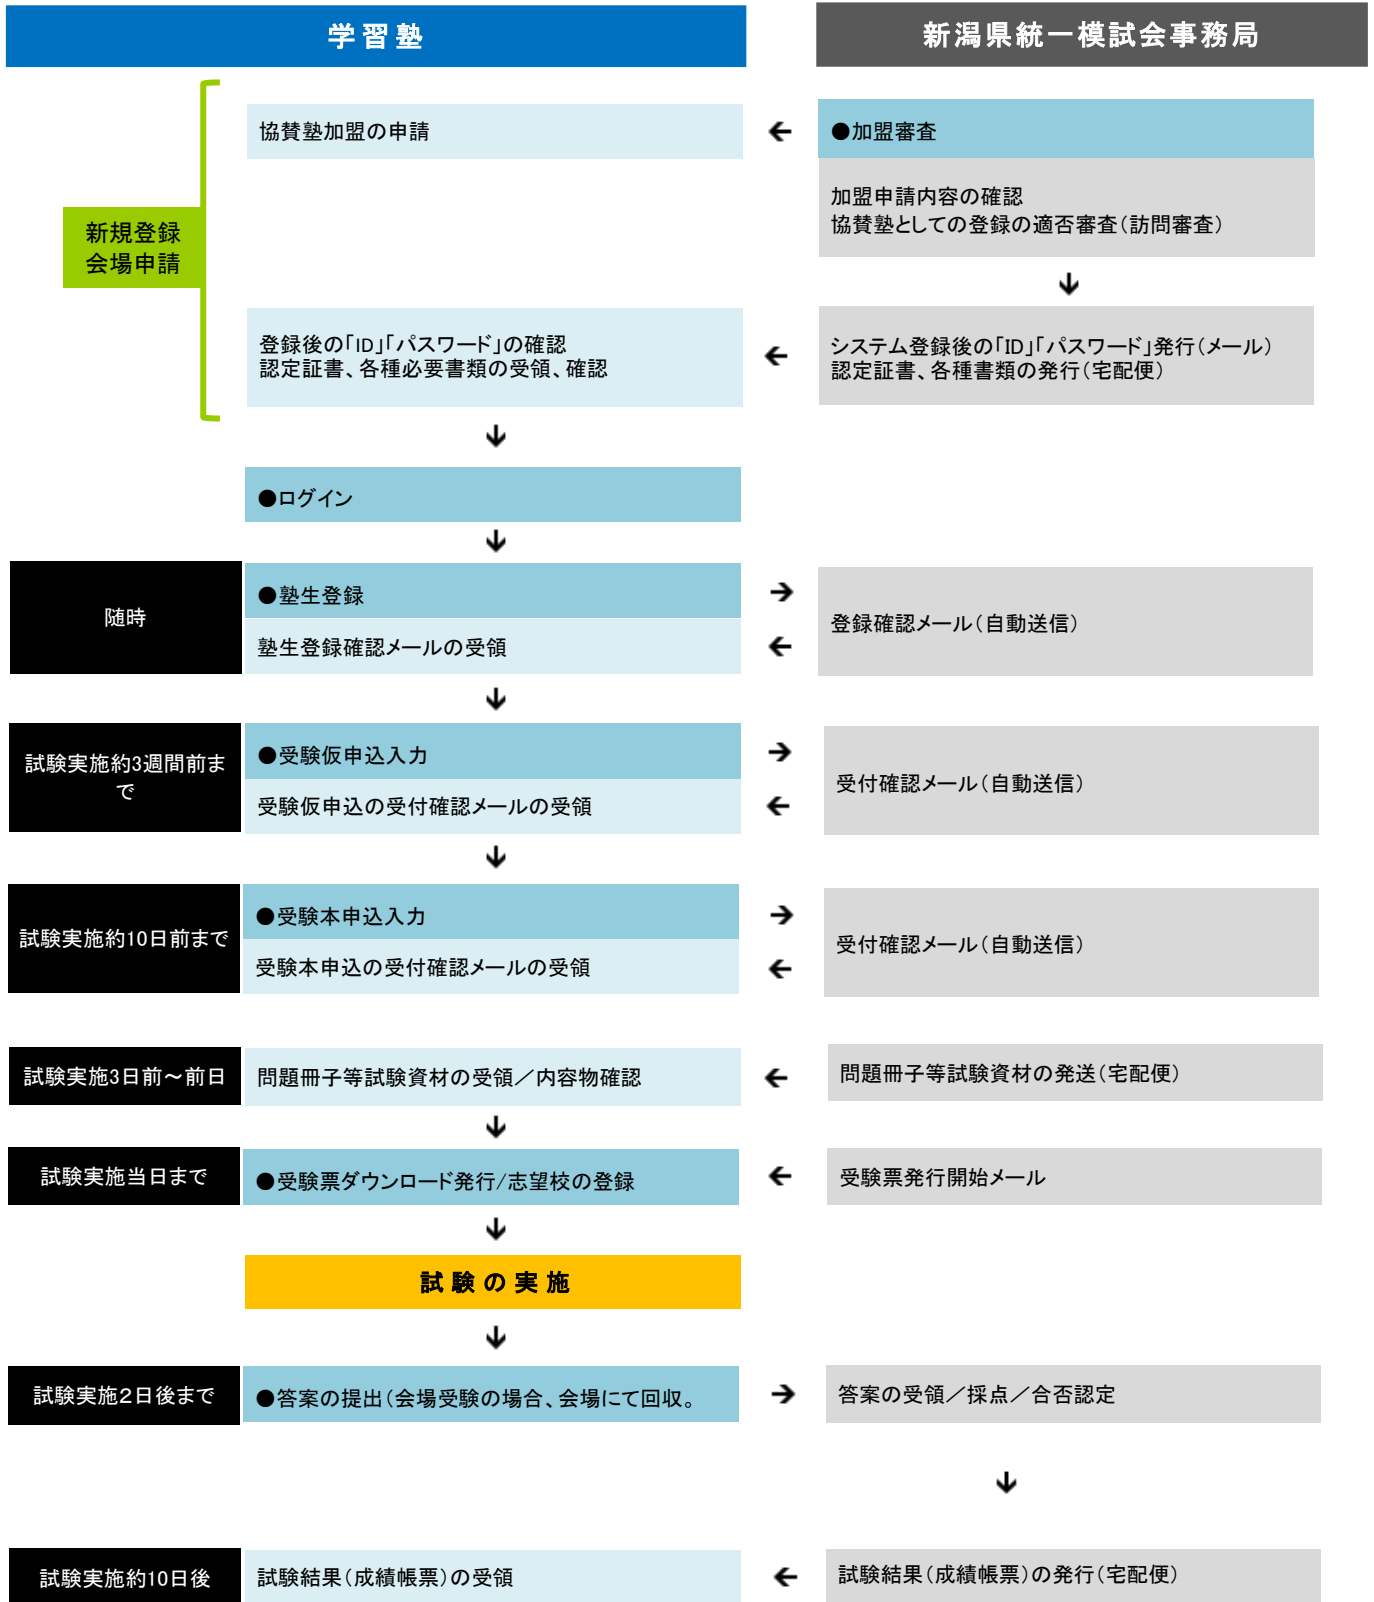 学習塾
新潟県統一模試会事務局
協賛塾加盟の申請
●加盟審査
加盟申請内容の確認
協賛塾としての登録の適否審査（訪問審査）
新規登録
会場申請
登録後の「ID」「パスワード」の確認
認定証書、各種必要書類の受領、確認
システム登録後の「ID」「パスワード」発行（メール）
認定証書、各種書類の発行（宅配便）
●ログイン
随時
●塾生登録
塾生登録確認メールの受領
登録確認メール（自動送信）
試験実施約3週間前ま
で
●受験仮申込入力
受験仮申込の受付確認メールの受領
受付確認メール（自動送信）
試験実施約10日前まで
●受験本申込入力
受験本申込の受付確認メールの受領
受付確認メール（自動送信）
試験実施3日前～前日
問題冊子等試験資材の受領／内容物確認
問題冊子等試験資材の発送（宅配便）
試験実施当日まで
●受験票ダウンロード発行/志望校の登録
受験票発行開始メール
試験の実施
試験実施２日後まで
●答案の提出（会場受験の場合、会場にて回収。
答案の受領／採点／合否認定
試験実施約10日後
試験結果（成績帳票）の受領
試験結果（成績帳票）の発行（宅配便）